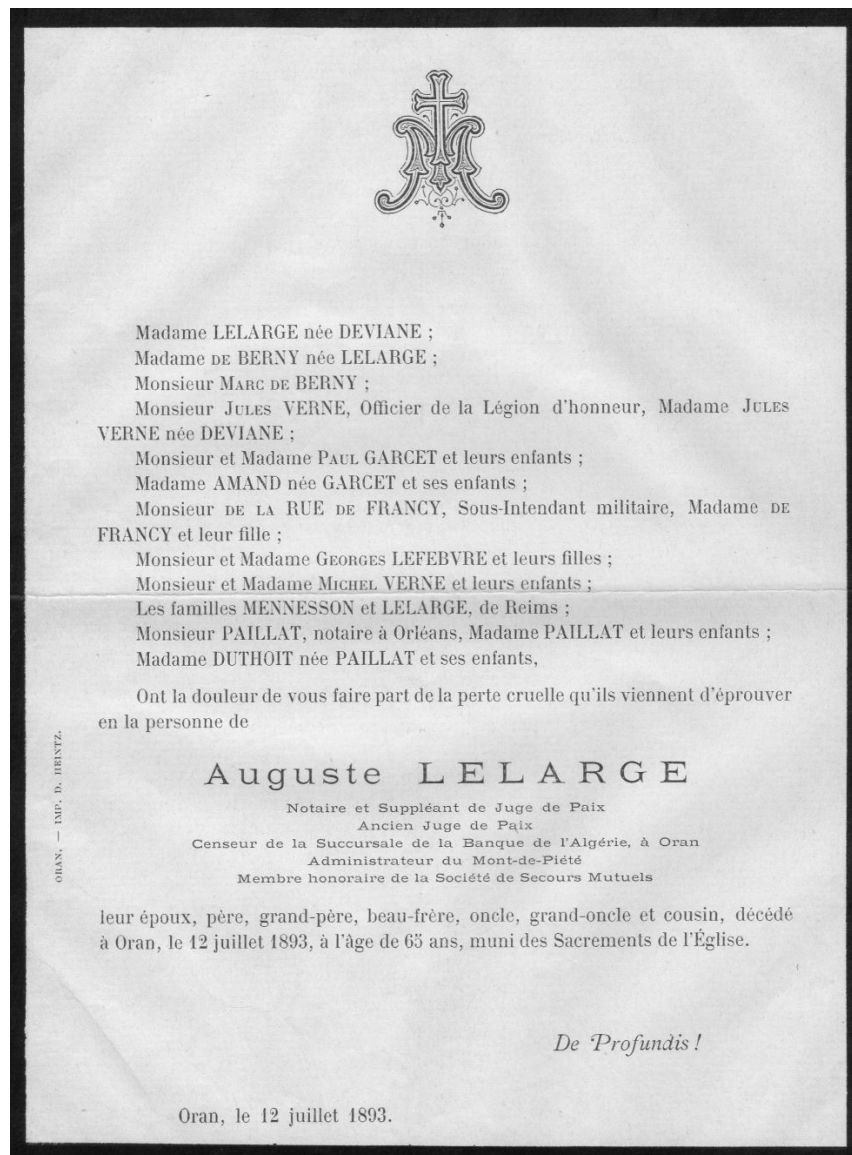 Madame LELARGE née DEVIANE ;
Madame DE BERNY née LELARGE ;
Monsieur MARC DE BERNY ;
Monsieur JULES VERNE, Officier de la Légion d'honneur, Madame JULES
VERNE née DEVIANE ;
Monsieur et Madame PAUL GARCET et leurs enfants ;
Madame AMAND née GARCET et ses enfants ;
Monsieur DE LA RUE DE FRANCY, Sous-Intendant militaire, Madame DE
FRANCY et leur fille ;
Monsieur et Madame GEORGES LEFEBVRE et leurs filles ;
Monsieur et Madame MICHEL VERNE et leurs enfants ;
Les familles MENNESSON et LELARGE, de Reims ;
Monsieur PAILLAT, notaire à Orléans, Madame PAILLAT et leurs enfants ;
Madame DUTHOIT née PAILLAT et ses enfants,
Ont la douleur de vous faire part de la perte cruelle qu'ils viennent d'éprouver
en la personne de
Auguste LELARGE
Notaire et Suppléant de Juge de Paix
Ancien Juge de Paix
Censeur de la Succursale de la Banque de l'Algérie, à Oran
Administrateur du Mont-de-Piété
Membre honoraire de la Société de Secours Mutuels
leur époux, père, grand-père, beau-frère, oncle, grand-oncle et cousin, décédé
à Oran, le 12 juillet 1893, à l'âge de 65 ans, muni des Sacrements de l'Église.
De Profundis !
Oran, le 12 juillet 1893.
ORAN. — IMP. D. HEINTZ.